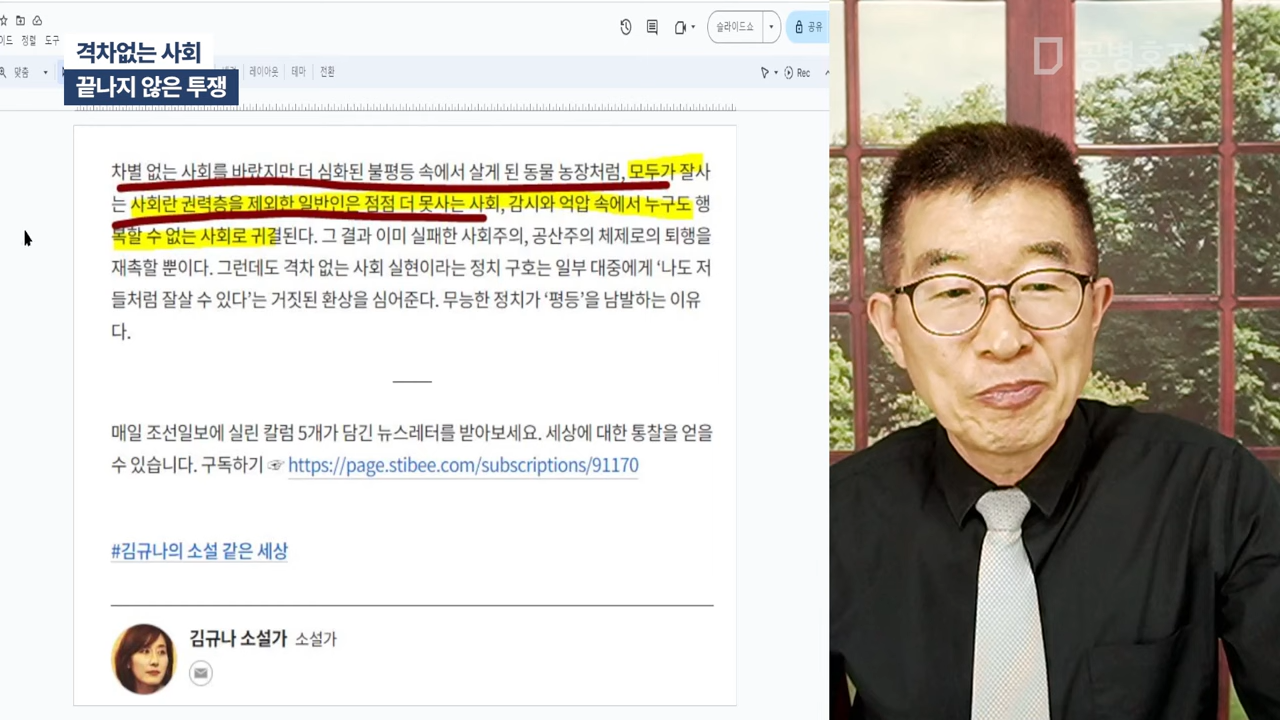 이드 정렬 도구
격차없는 사회
끝나지 않은 투쟁
슬라이드쇼
공유
맞춤
레이아웃 테마 전환
Rec
공병호TV
차별 없는 사회를 바랐지만 더 심화된 불평등 속에서 살게 된 동물 농장처럼, 모두가 잘사
는 사회란 권력층을 제외한 일반인은 점점 더 못사는 사회, 감시와 억압 속에서 누구도 행
복할 수 없는 사회로 귀결된다. 그 결과 이미 실패한 사회주의, 공산주의 체제로의 퇴행을
재촉할 뿐이다. 그런데도 격차 없는 사회 실현이라는 정치 구호는 일부 대중에게 ‘나도 저
들처럼 잘살 수 있다’는 거짓된 환상을 심어준다. 무능한 정치가 ‘평등’을 남발하는 이유
다.
매일 조선일보에 실린 칼럼 5개가 담긴 뉴스레터를 받아보세요. 세상에 대한 통찰을 얻을
수 있습니다. 구독하기 ☞ https://page.stibee.com/subscriptions/91170
#김규나의 소설 같은 세상
김규나 소설가 소설가